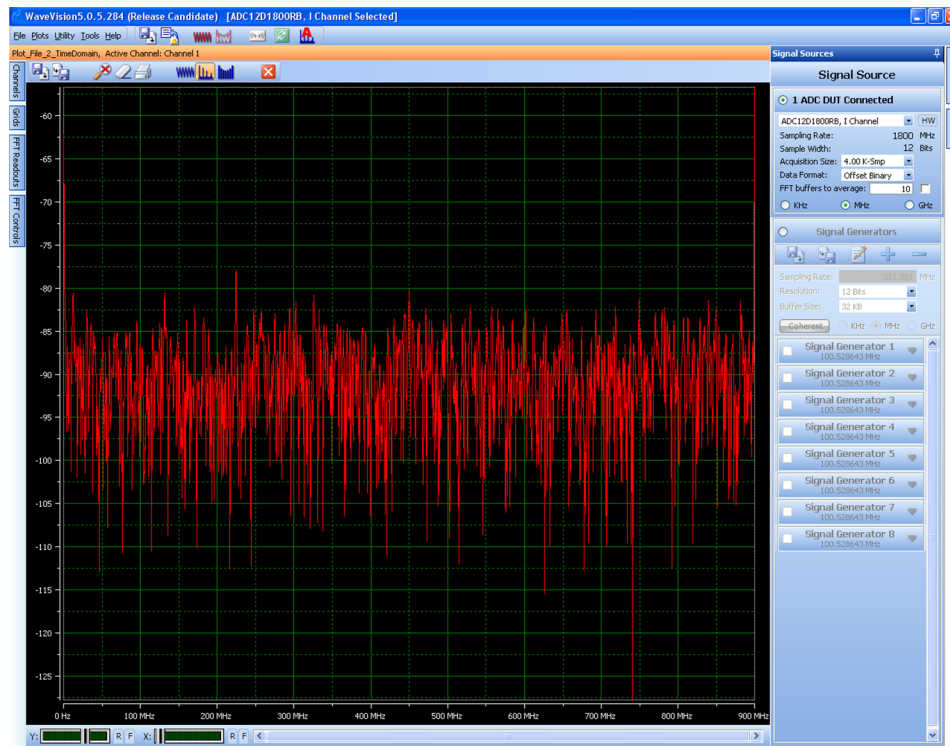 WaveVision5.0.5.284 (Release Candidate) [ADC12D1800RB, I Channel Selected]
File Plots Utility Tools Help
Plot_File_2_TimeDomain, Active Channel: Channel 1
Channels
Grids
FFT Readouts
FFT Controls
-60
-65
-70
-75
-80
-85
-90
-95
-100
-105
-110
-115
-120
-125
0 Hz 100 MHz 200 MHz 300 MHz 400 MHz 500 MHz 600 MHz 700 MHz 800 MHz 900 MHz
Y: R F X: R F
Signal Sources
Signal Source
1 ADC DUT Connected
ADC12D1800RB, I Channel HW
Sampling Rate: 1800 MHz
Sample Width: 12 Bits
Acquisition Size: 4.00 K-Smp
Data Format: Offset Binary
FFT buffers to average: 10
KHz MHz GHz
Signal Generators
Sampling Rate: 311.001 MHz
Resolution: 12 Bits
Buffer Size: 32 KB
Coherent KHz MHz GHz
Signal Generator 1
100.528643 MHz
Signal Generator 2
100.528643 MHz
Signal Generator 3
100.528643 MHz
Signal Generator 4
100.528643 MHz
Signal Generator 5
100.528643 MHz
Signal Generator 6
100.528643 MHz
Signal Generator 7
100.528643 MHz
Signal Generator 8
100.528643 MHz